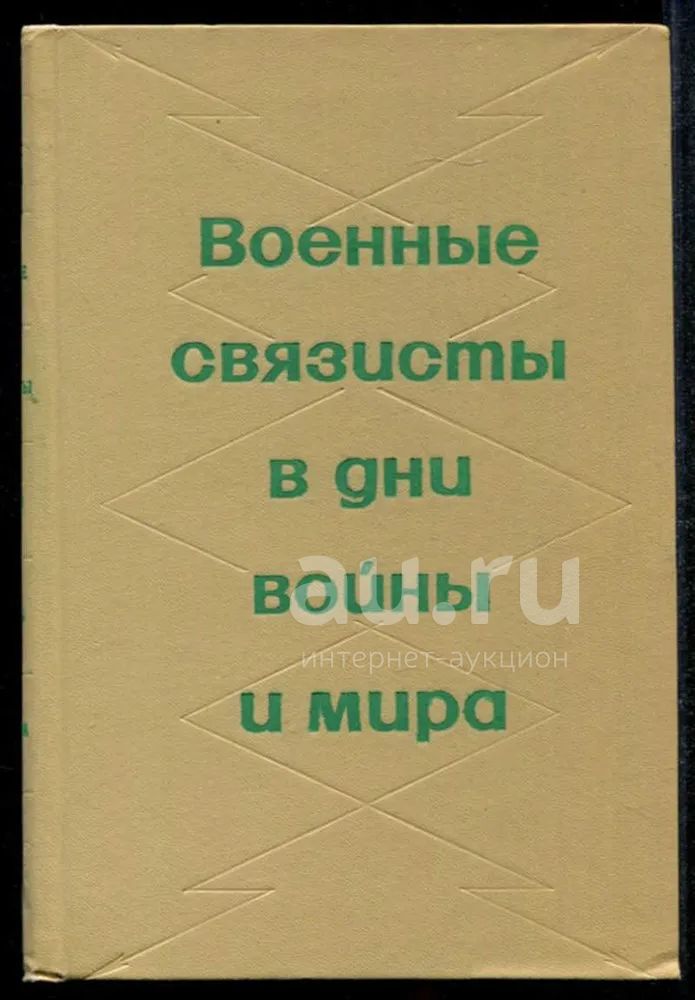 Военные
связисты
в дни
войны
и мира
au.ru
интернет-аукцион